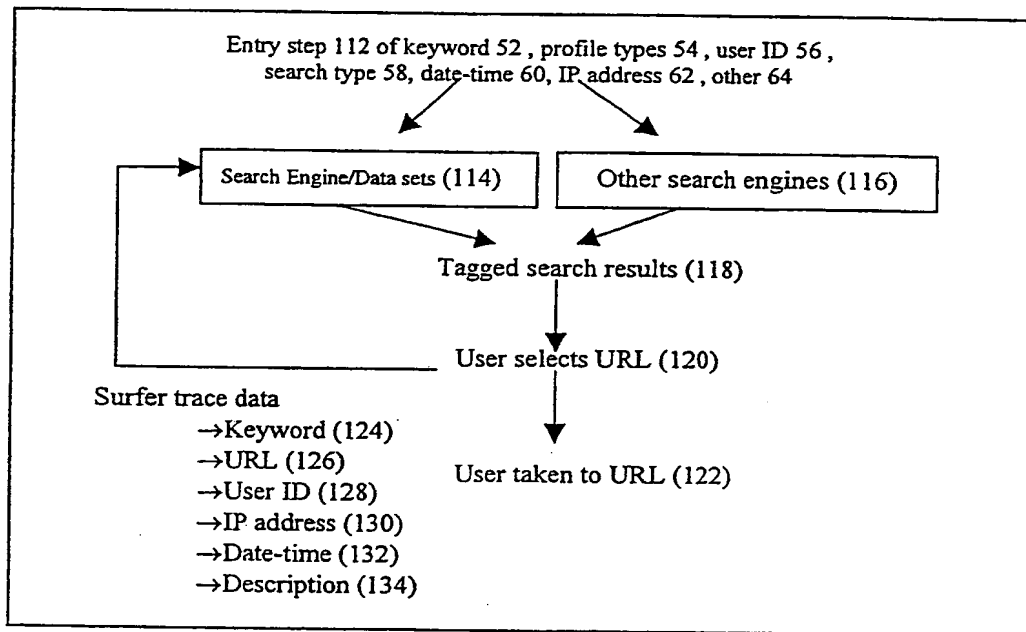 Entry step 112 of keyword 52 , profile types 54 , user ID 56 ,
search type 58, date-time 60, IP address 62 , other 64
Search Engine/Data sets (114)
Other search engines (116)
Tagged search results (118)
User selects URL (120)
Surfer trace data
→Keyword (124)
→URL (126)
→User ID (128)
→IP address (130)
→Date-time (132)
→Description (134)
User taken to URL (122)